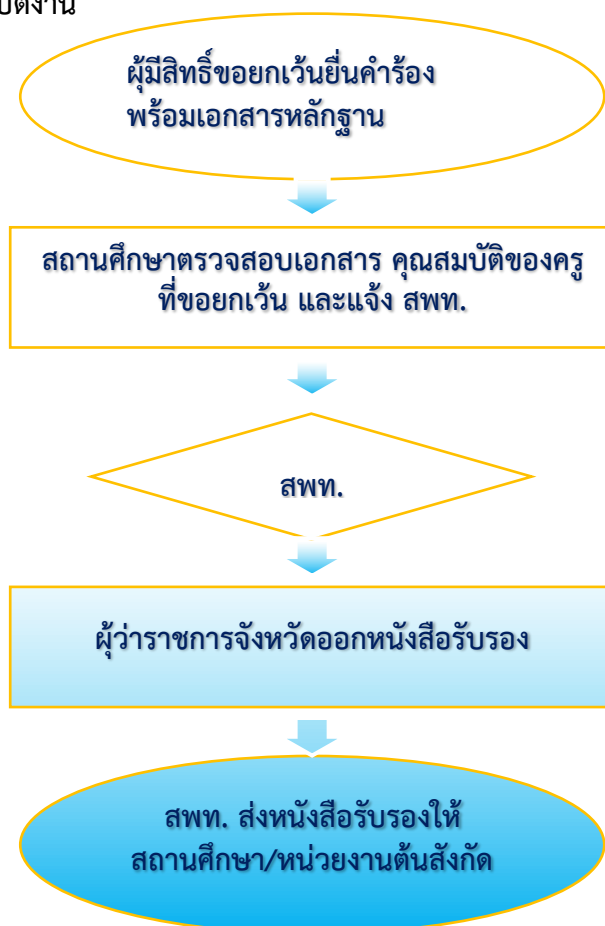 ผู้มีสิทธิ์ขอยกเว้นยื่นคำร้อง
พร้อมเอกสารหลักฐาน
สถานศึกษาตรวจสอบเอกสาร คุณสมบัติของครู
ที่ขอยกเว้น และแจ้ง สพท.
สพท.
ผู้ว่าราชการจังหวัดออกหนังสือรับรอง
สพท. ส่งหนังสือรับรองให้
สถานศึกษา/หน่วยงานต้นสังกัด